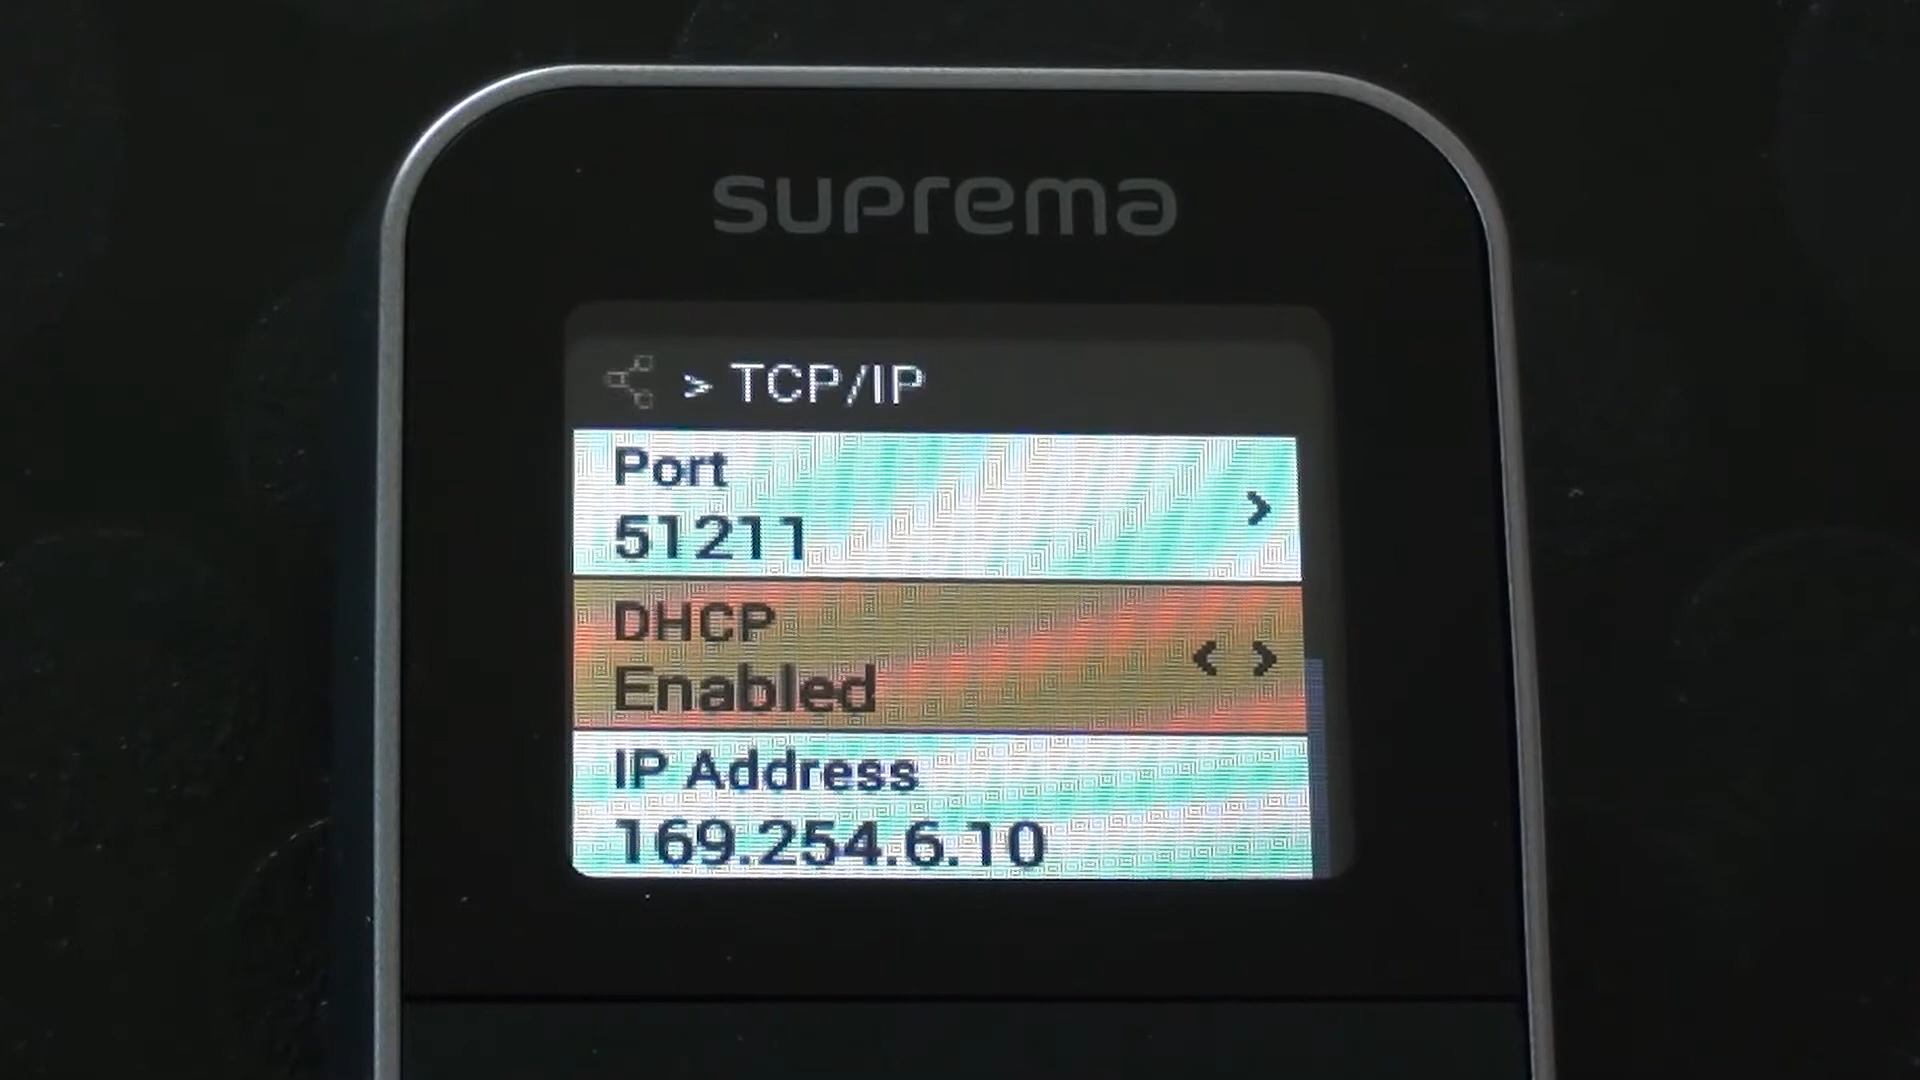 suprema
> TCP/IP
Port
51211
>
DHCP
< >
Enabled
IP Address
169.254.6.10